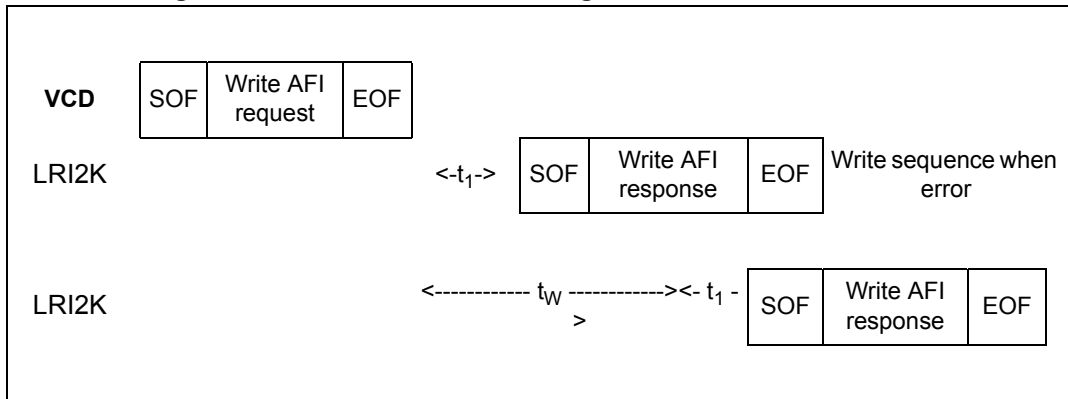 VCD SOF Write AFI request EOF
LRI2K <-t1-> SOF Write AFI response EOF Write sequence when error
LRI2K <------------ tW ------------><- t1 - > SOF Write AFI response EOF